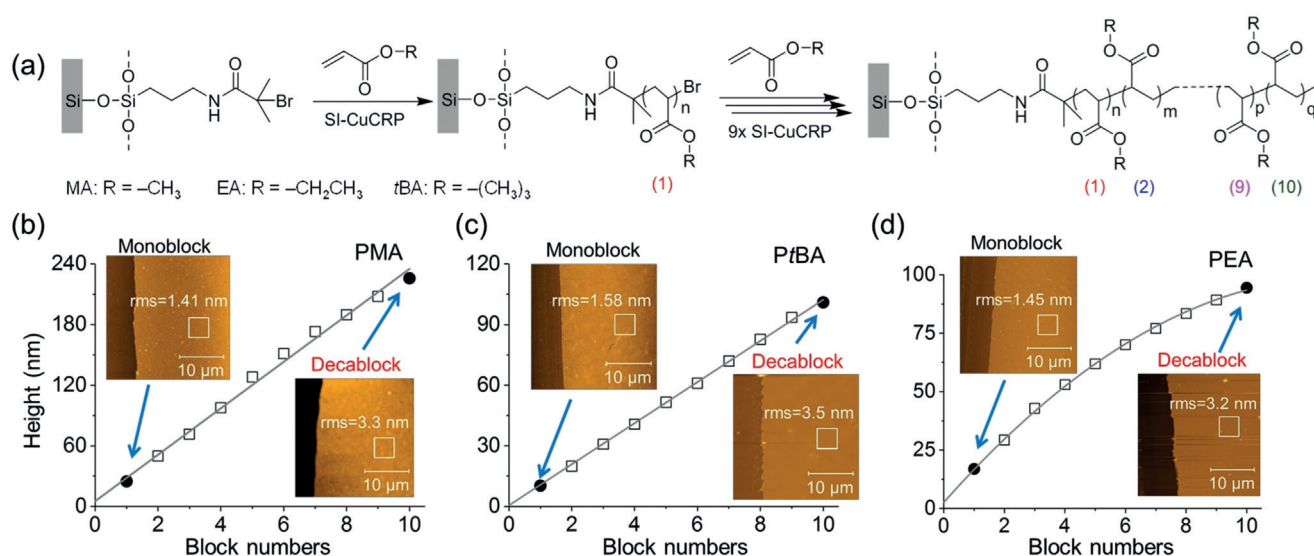 (a)
Si
O
Si
O
O
N
H
O
Br
O
R
O
SI-CuCRP
Si
O
Si
O
O
N
H
O
n
Br
O
O
R
O
R
O
9x SI-CuCRP
Si
O
Si
O
O
N
H
O
n
O
O
R
R
O
O
m
p
O
O
R
R
O
O
q
MA: R = –CH3 EA: R = –CH2CH3 tBA: R = –(CH3)3
(1)
(1) (2) (9) (10)
(b)
Monoblock
PMA
rms=1.41 nm
10 µm
Decablock
rms=3.3 nm
10 µm
Height (nm)
240
180
120
60
0
0 2 4 6 8 10
Block numbers
(c)
Monoblock
PtBA
rms=1.58 nm
10 µm
Decablock
rms=3.5 nm
10 µm
120
90
60
30
0
0 2 4 6 8 10
Block numbers
(d)
Monoblock
PEA
rms=1.45 nm
10 µm
Decablock
rms=3.2 nm
10 µm
100
75
50
25
0
0 2 4 6 8 10
Block numbers